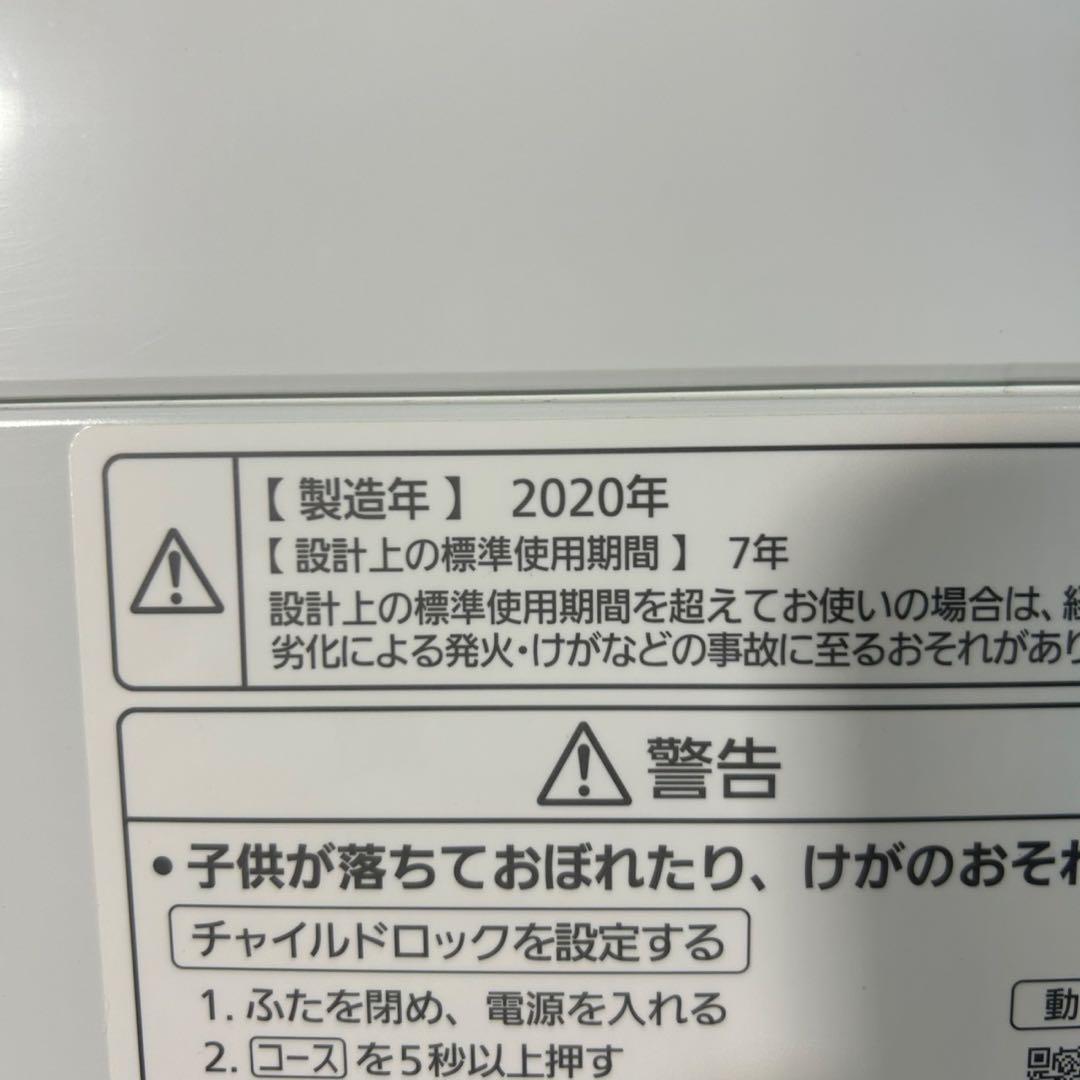 【 製造年 】 2020年
【 設計上の標準使用期間 】 7年
設計上の標準使用期間を超えてお使いの場合は、経
劣化による発火・けがなどの事故に至るおそれがあり
警告
• 子供が落ちておぼれたり、けがのおそれ
チャイルドロックを設定する
1. ふたを閉め、電源を入れる
動
2. コース を5秒以上押す